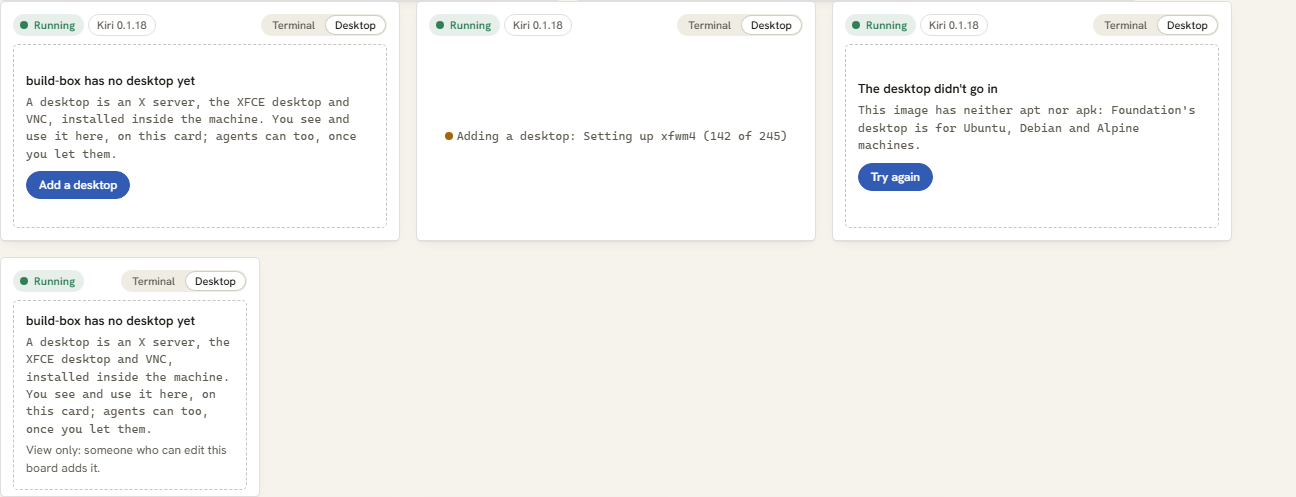 Running Kiri 0.1.18 Terminal Desktop
build-box has no desktop yet
A desktop is an X server, the XFCE desktop and
VNC, installed inside the machine. You see and
use it here, on this card; agents can too, once
you let them.
Add a desktop
Running Kiri 0.1.18 Terminal Desktop
Adding a desktop: Setting up xfwm4 (142 of 245)
Running Kiri 0.1.18 Terminal Desktop
The desktop didn't go in
This image has neither apt nor apk: Foundation's
desktop is for Ubuntu, Debian and Alpine
machines.
Try again
Running Terminal Desktop
build-box has no desktop yet
A desktop is an X server, the
XFCE desktop and VNC,
installed inside the machine.
You see and use it here, on
this card; agents can too,
once you let them.
View only: someone who can edit this
board adds it.